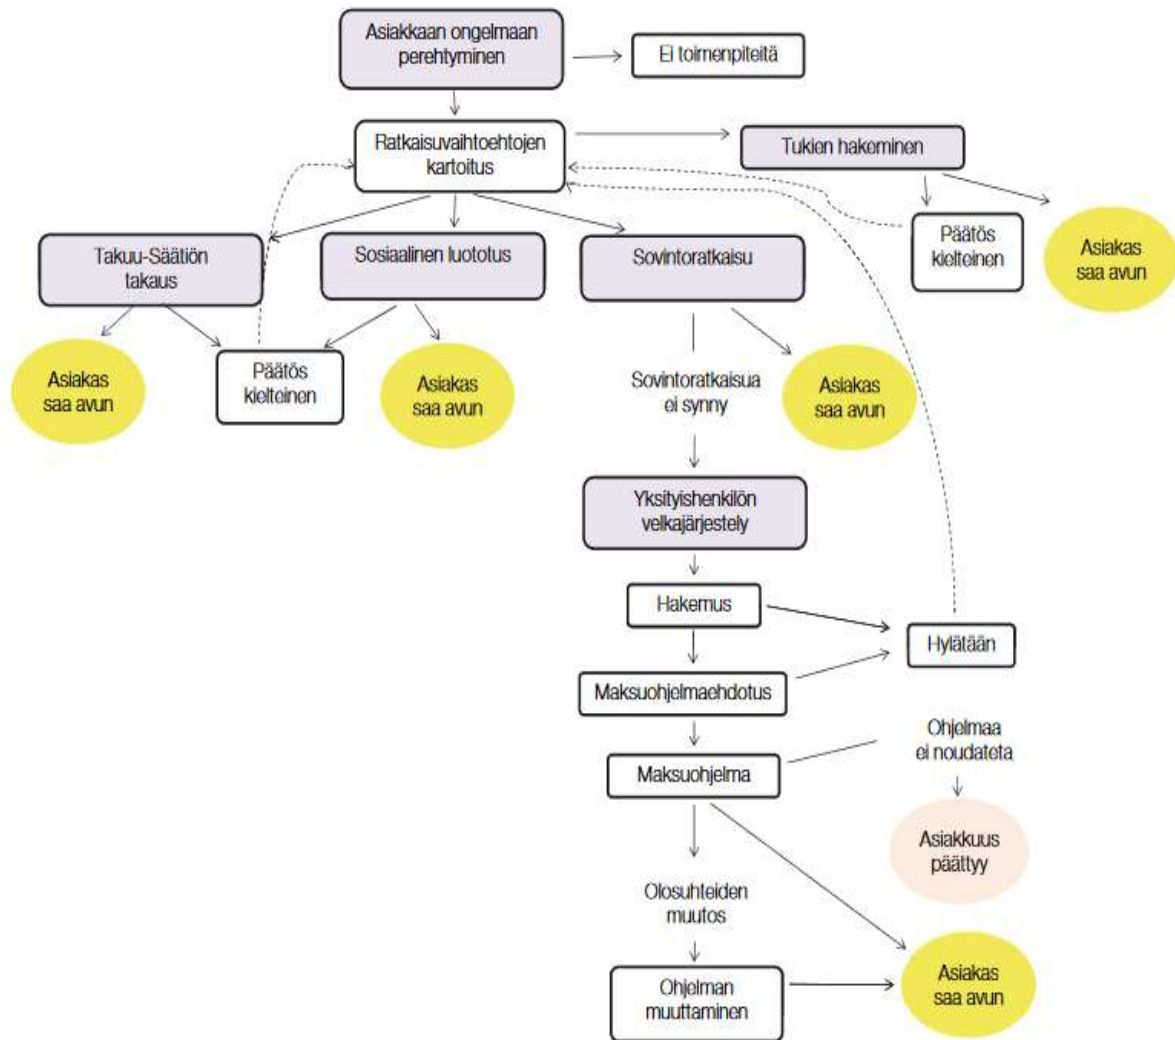 Asiakkaan ongelmaan
perehtyminen
Ei toimenpiteitä
Ratkaisuvaihtoehtojen
kartoitus
Tukien hakeminen
Takuu-Säätiön
takaus
Sosiaalinen luototus
Sovintoratkaisu
Päätös
kielteinen
Asiakas
saa avun
Asiakas
saa avun
Päätös
kielteinen
Asiakas
saa avun
Sovintoratkaisua
ei synny
Asiakas
saa avun
Yksityishenkilön
velkajärjestely
Hakemus
Hylätään
Maksuohjelmaehdotus
Ohjelmaa
ei noudateta
Maksuohjelma
Asiakkuus
päättyy
Olosuhteiden
muutos
Ohjelman
muuttaminen
Asiakas
saa avun